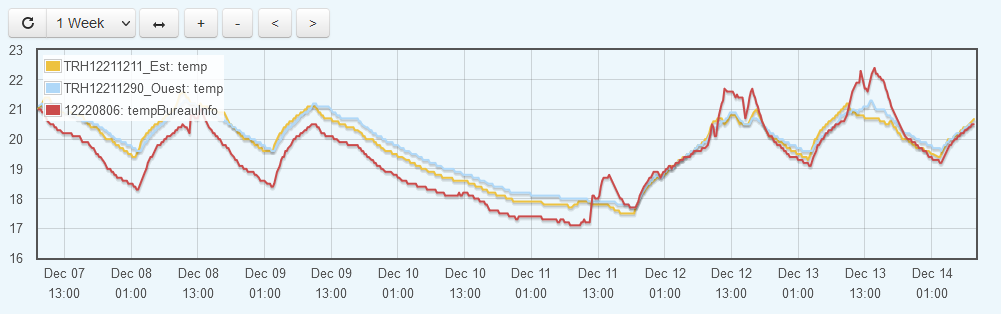 1 Week + - < >
23
TRH12211211_Est: temp
22
TRH12211290_Ouest: temp
21
12220806: tempBureauInfo
20
19
18
17
16
Dec 07 Dec 08 Dec 08 Dec 09 Dec 09 Dec 10 Dec 10 Dec 11 Dec 11 Dec 12 Dec 12 Dec 13 Dec 13 Dec 14
13:00 01:00 13:00 01:00 13:00 01:00 13:00 01:00 13:00 01:00 13:00 01:00 13:00 01:00